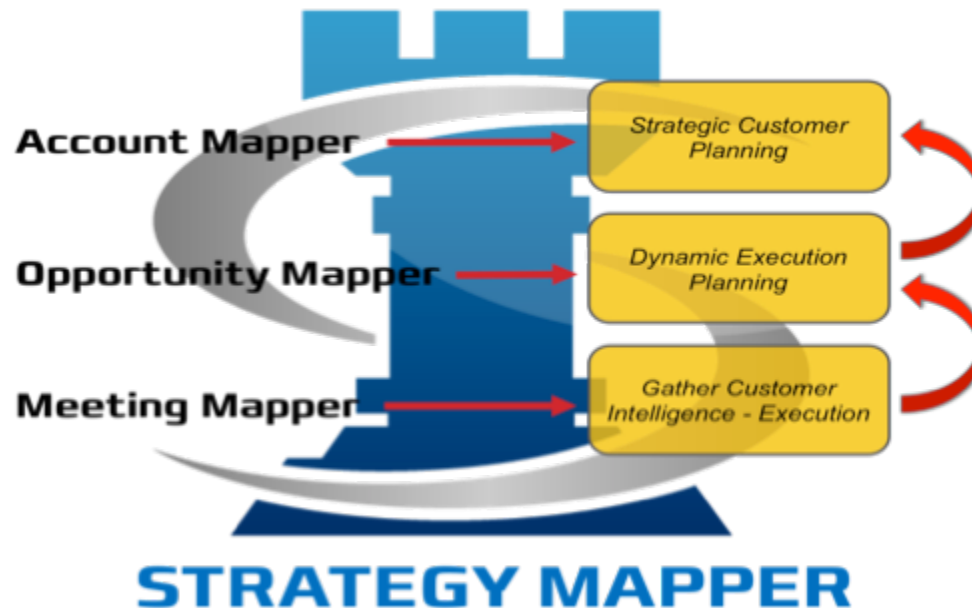 Account Mapper
Strategic Customer
Planning
Opportunity Mapper
Dynamic Execution
Planning
Meeting Mapper
Gather Customer
Intelligence - Execution
STRATEGY MAPPER